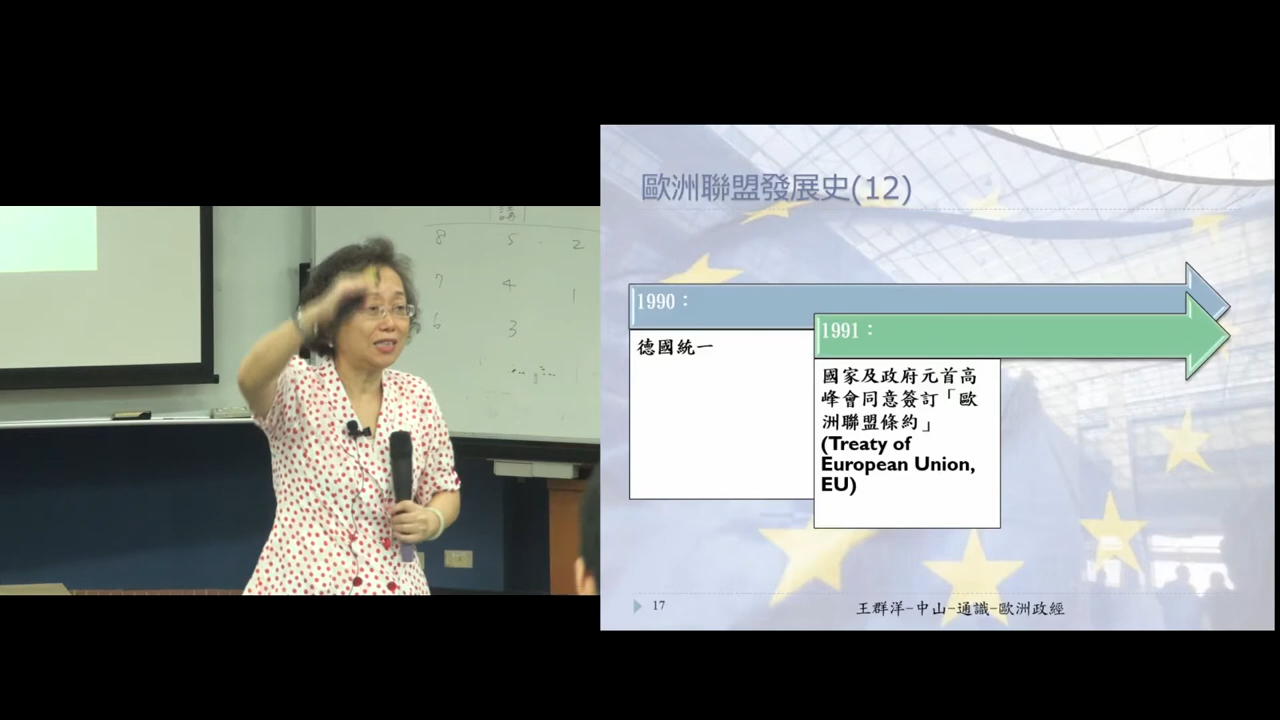 8 5 2
7 4 1
6 3
歐洲聯盟發展史(12)
1990：
德國統一
1991：
國家及政府元首高
峰會同意簽訂「歐
洲聯盟條約」
(Treaty of
European Union,
EU)
17
王群洋-中山-通識-歐洲政經